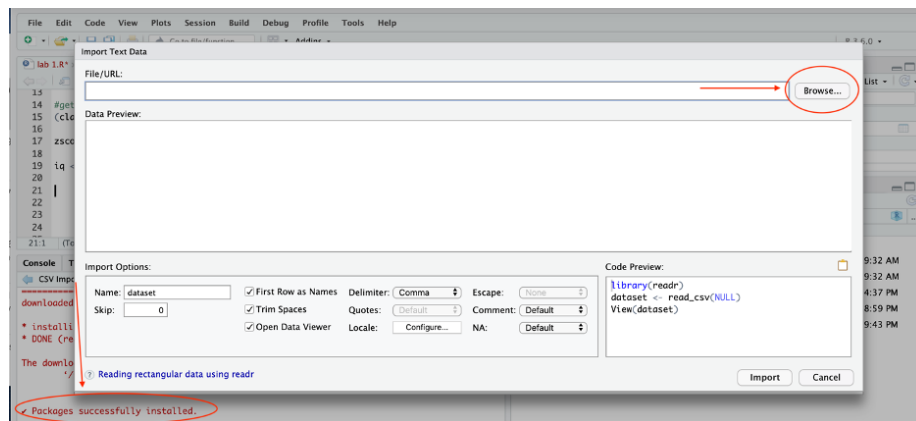 File Edit Code View Plots Session Build Debug Profile Tools Help
Addins
Import Text Data
lab 1.R*
File/URL:
Browse...
List
13
14 #get
15 (cla
Data Preview:
16
17 zsco
18
19 iq <
20
21
22
23
24
21:1 (To
Console T
Import Options:
Code Preview:
9:32 AM
CSV Impo
9:32 AM
Name: dataset First Row as Names Delimiter: Comma Escape: None
library(readr)
4:37 PM
downloaded
Skip: 0 Trim Spaces Quotes: Default Comment: Default
dataset <- read_csv(NULL)
8:59 PM
Open Data Viewer Locale: Configure... NA: Default
View(dataset)
9:43 PM
* installi
* DONE (re
The downlo
? Reading rectangular data using readr
Import Cancel
✔ Packages successfully installed.